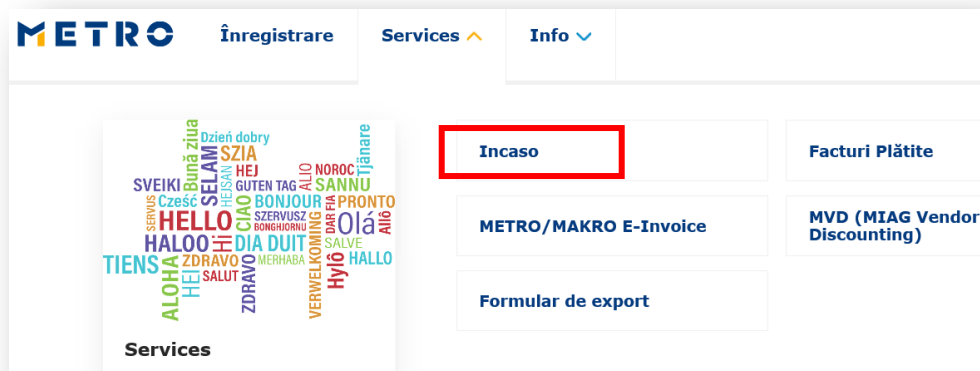 METRO
Înregistrare
Services
Info
Bună ziua
Dzień dobry
SZIA
SELAM
HEJSAN
HEJ
GUTEN TAG
ALIO
NOROC
SANNU
Tjänare
SVEIKI
SERVUS
Cześć
CIAO
BONJOUR
DAR FIA
PRONTO
HELLO
SZERVUSZ
BONGHJORNU
Olá
Allô
HALOO
Hi
DIA DUIT
VERWELKOMING
SALVE
TIENS
ALOHA
ZDRAVO
HEI
SALUT
ZDRAVO
MERHABA
Hylô
HALLO
Services
Incaso
Facturi Plătite
METRO/MAKRO E-Invoice
MVD (MIAG Vendor
Discounting)
Formular de export